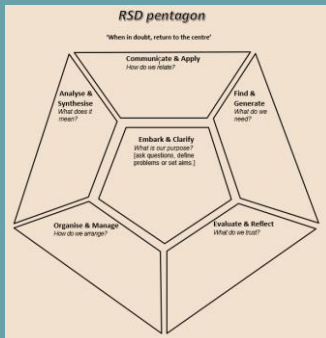 RSD pentagon
'When in doubt, return to the centre'
Communicate & Apply
How do we relate?
Analyse &
Synthesise
What does it
mean?
Find &
Generate
What do we
need?
Embark & Clarify
What is our purpose?
[ask questions, define
problems or set aims.]
Organise & Manage
How do we arrange?
Evaluate & Reflect
What do we trust?